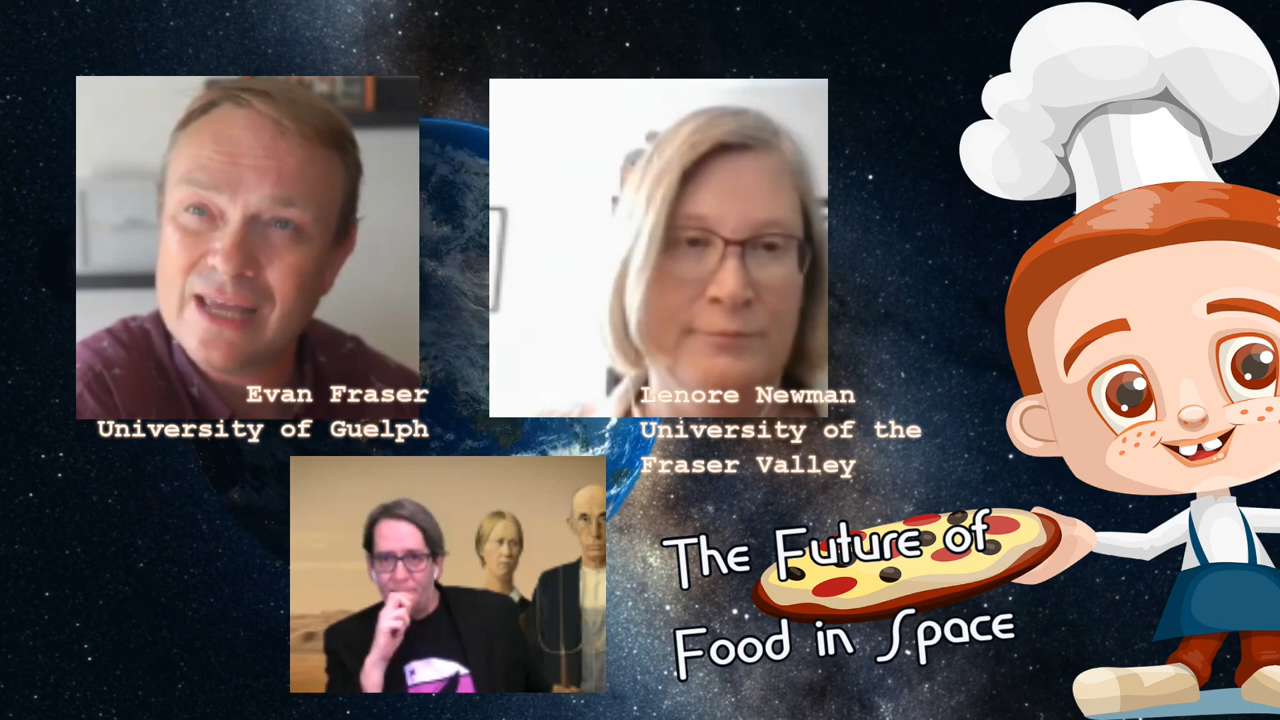 Evan Fraser
University of Guelph
Lenore Newman
University of the
Fraser Valley
The Future of
Food in Space